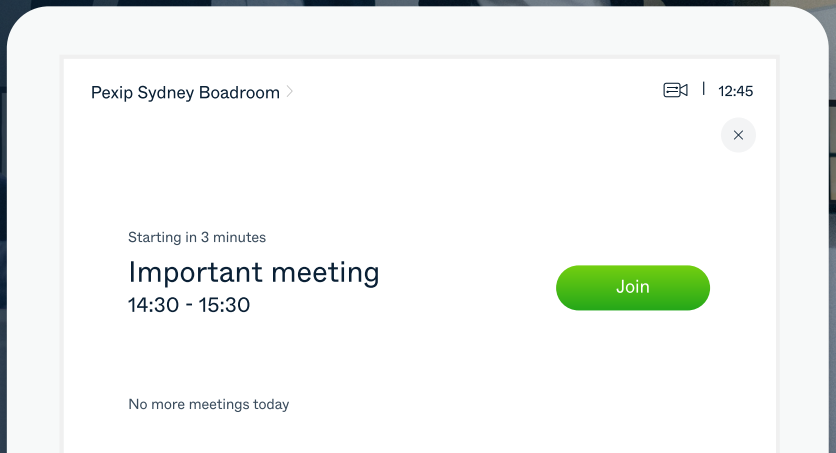 Pexip Sydney Boadroom
12:45
Starting in 3 minutes
Important meeting
14:30 - 15:30
Join
No more meetings today